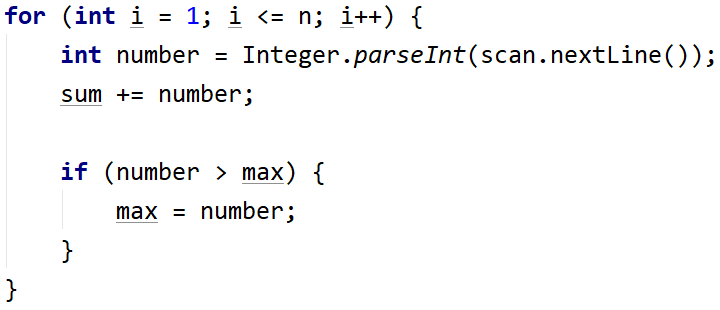 for (int i = 1; i <= n; i++) {
    int number = Integer.parseInt(scan.nextLine());
    sum += number;

    if (number > max) {
        max = number;
    }
}